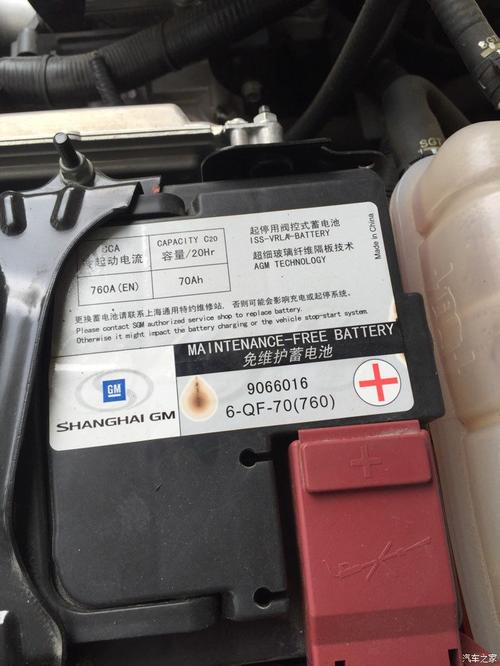 SGT
CCA
起动电流
CAPACITY C20
容量/20Hr
760A(EN)
70Ah
起停用阀控式蓄电池
ISS-VRLA-BATTERY
超细玻璃纤维隔板技术
AGM TECHNOLOGY
Made in China
更换蓄电池请联系上海通用特约维修站，否则可能会影响充电或起停系统。
Please contact SGM authorized service shop to replace battery.
Otherwise it might impact the battery charging or the vehicle stop-start system.
MAINTENANCE-FREE BATTERY
免维护蓄电池
GM
SHANGHAI GM
9066016
6-QF-70(760)
汽车之家